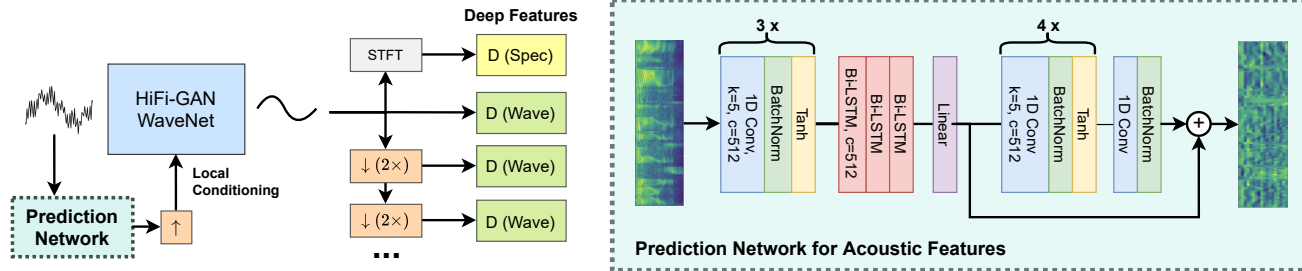 Deep Features
STFT
D (Spec)
HiFi-GAN
WaveNet
D (Wave)
↓ (2×)
D (Wave)
Local
Conditioning
Prediction
Network
↑
↓ (2×)
D (Wave)
...
3 x
1D Conv,
k=5, c=512
BatchNorm
Tanh
Bi-LSTM, c=512
Bi-LSTM
Bi-LSTM
Linear
4 x
1D Conv
k=5, c=512
BatchNorm
Tanh
1D Conv
BatchNorm
+
Prediction Network for Acoustic Features